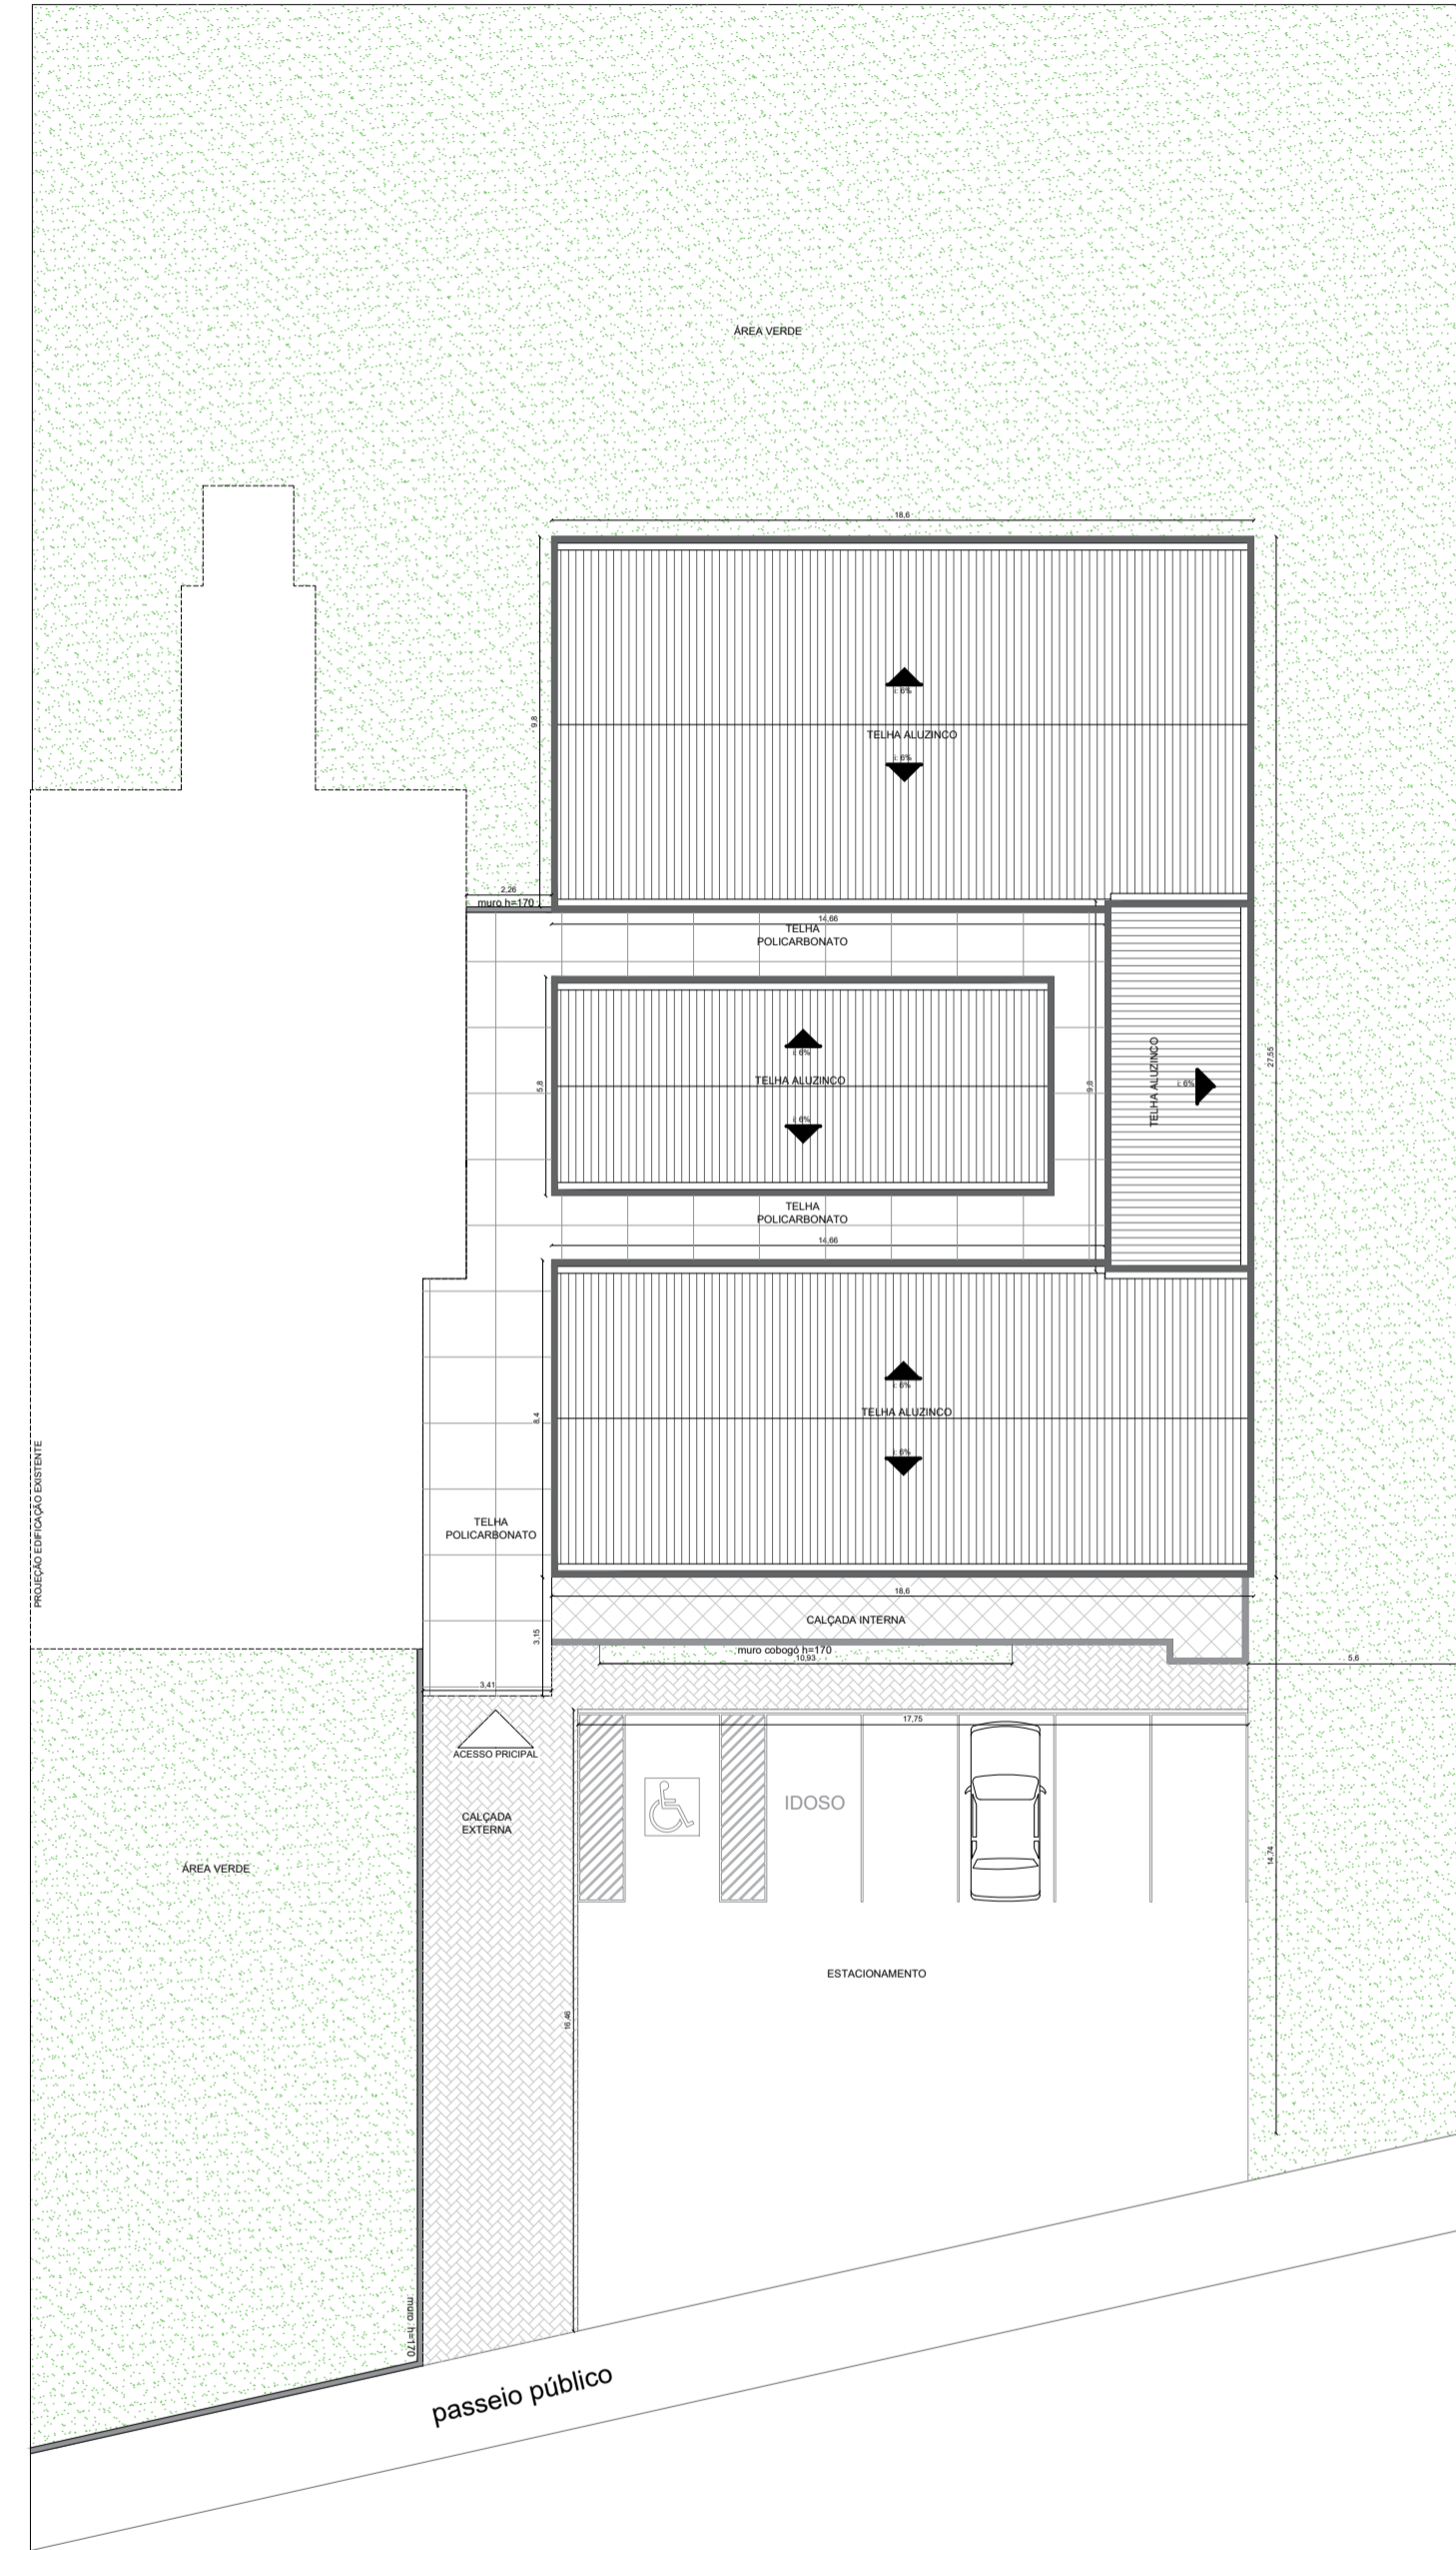 ÁREA VERDE
18,6
i: 6%
9,8
TELHA ALUZINCO
i: 6%
2,26
muro h=170
14,66
TELHA
POLICARBONATO
i: 6%
5,8
TELHA ALUZINCO
i: 6%
9,8
TELHA ALUZINCO
i: 6%
27,55
TELHA
POLICARBONATO
14,66
i: 6%
8,4
TELHA ALUZINCO
i: 6%
PROJEÇÃO EDIFICAÇÃO EXISTENTE
TELHA
POLICARBONATO
18,6
CALÇADA INTERNA
3,15
muro cobogó h=170
10,93
5,6
3,41
17,75
ACESSO PRICIPAL
IDOSO
CALÇADA
EXTERNA
ÁREA VERDE
14,74
ESTACIONAMENTO
16,46
muro h=170
passeio público